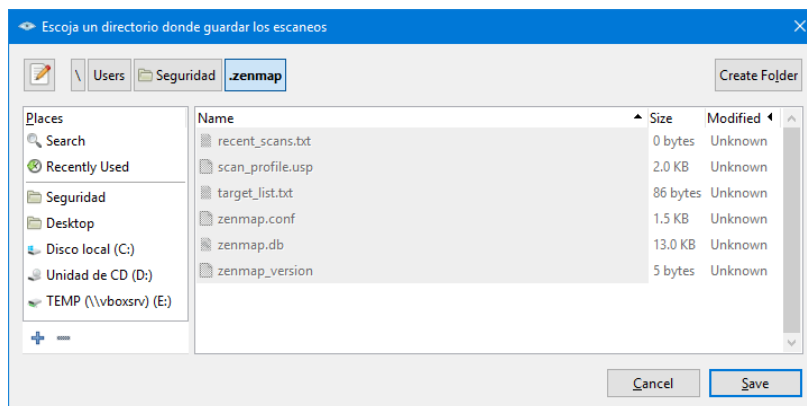 Escoja un directorio donde guardar los escaneos
\ Users Seguridad .zenmap Create Folder
Places Name Size Modified
Search recent_scans.txt 0 bytes Unknown
Recently Used scan_profile.usp 2.0 KB Unknown
Seguridad target_list.txt 86 bytes Unknown
Desktop zenmap.conf 1.5 KB Unknown
Disco local (C:) zenmap.db 13.0 KB Unknown
Unidad de CD (D:) zenmap_version 5 bytes Unknown
TEMP (\\vboxsrv) (E:)
Cancel Save